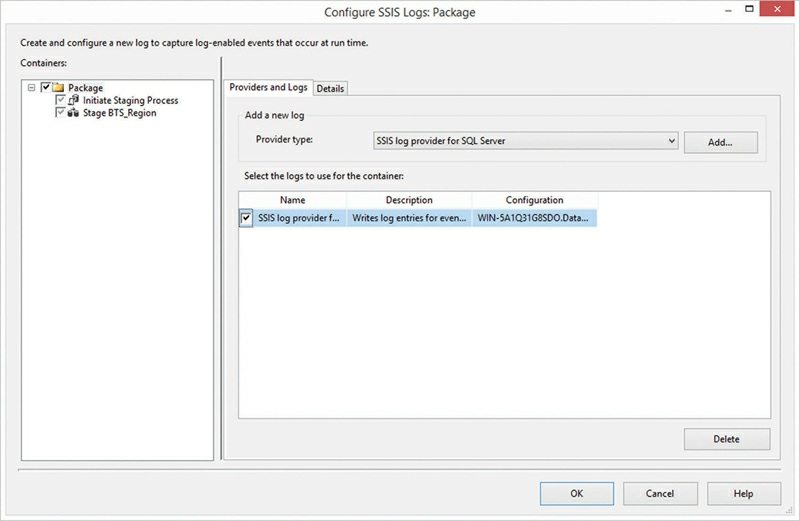 Configure SSIS Logs: Package
Create and configure a new log to capture log-enabled events that occur at run time.
Containers:
Package
Initiate Staging Process
Stage BTS_Region
Providers and Logs Details
Add a new log
Provider type: SSIS log provider for SQL Server Add...
Select the logs to use for the container:
Name Description Configuration
SSIS log provider f... Writes log entries for even... WIN-5A1Q31G8SDO.Data...
Delete
OK Cancel Help